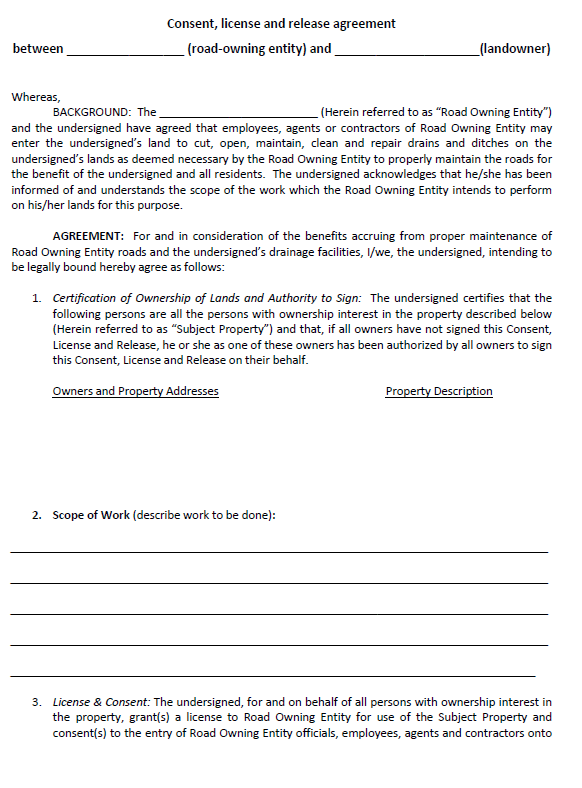 Consent, license and release agreement
between __________________ (road-owning entity) and ______________________(landowner)
Whereas,
BACKGROUND: The __________________________ (Herein referred to as “Road Owning Entity”)
and the undersigned have agreed that employees, agents or contractors of Road Owning Entity may
enter the undersigned’s land to cut, open, maintain, clean and repair drains and ditches on the
undersigned’s lands as deemed necessary by the Road Owning Entity to properly maintain the roads for
the benefit of the undersigned and all residents. The undersigned acknowledges that he/she has been
informed of and understands the scope of the work which the Road Owning Entity intends to perform
on his/her lands for this purpose.
AGREEMENT: For and in consideration of the benefits accruing from proper maintenance of
Road Owning Entity roads and the undersigned’s drainage facilities, I/we, the undersigned, intending to
be legally bound hereby agree as follows:
1. Certification of Ownership of Lands and Authority to Sign: The undersigned certifies that the
following persons are all the persons with ownership interest in the property described below
(Herein referred to as “Subject Property”) and that, if all owners have not signed this Consent,
License and Release, he or she as one of these owners has been authorized by all owners to sign
this Consent, License and Release on their behalf.
Owners and Property Addresses Property Description
2. Scope of Work (describe work to be done):
3. License & Consent: The undersigned, for and on behalf of all persons with ownership interest in
the property, grant(s) a license to Road Owning Entity for use of the Subject Property and
consent(s) to the entry of Road Owning Entity officials, employees, agents and contractors onto